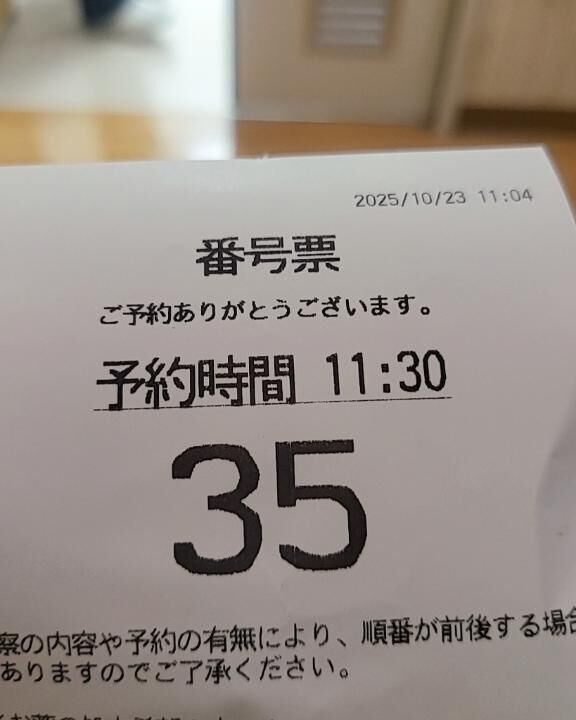 2025/10/23 11:04
番号票
ご予約ありがとうございます。
予約時間 11:30
35
察の内容や予約の有無により、順番が前後する場合
ありますのでご了承ください。